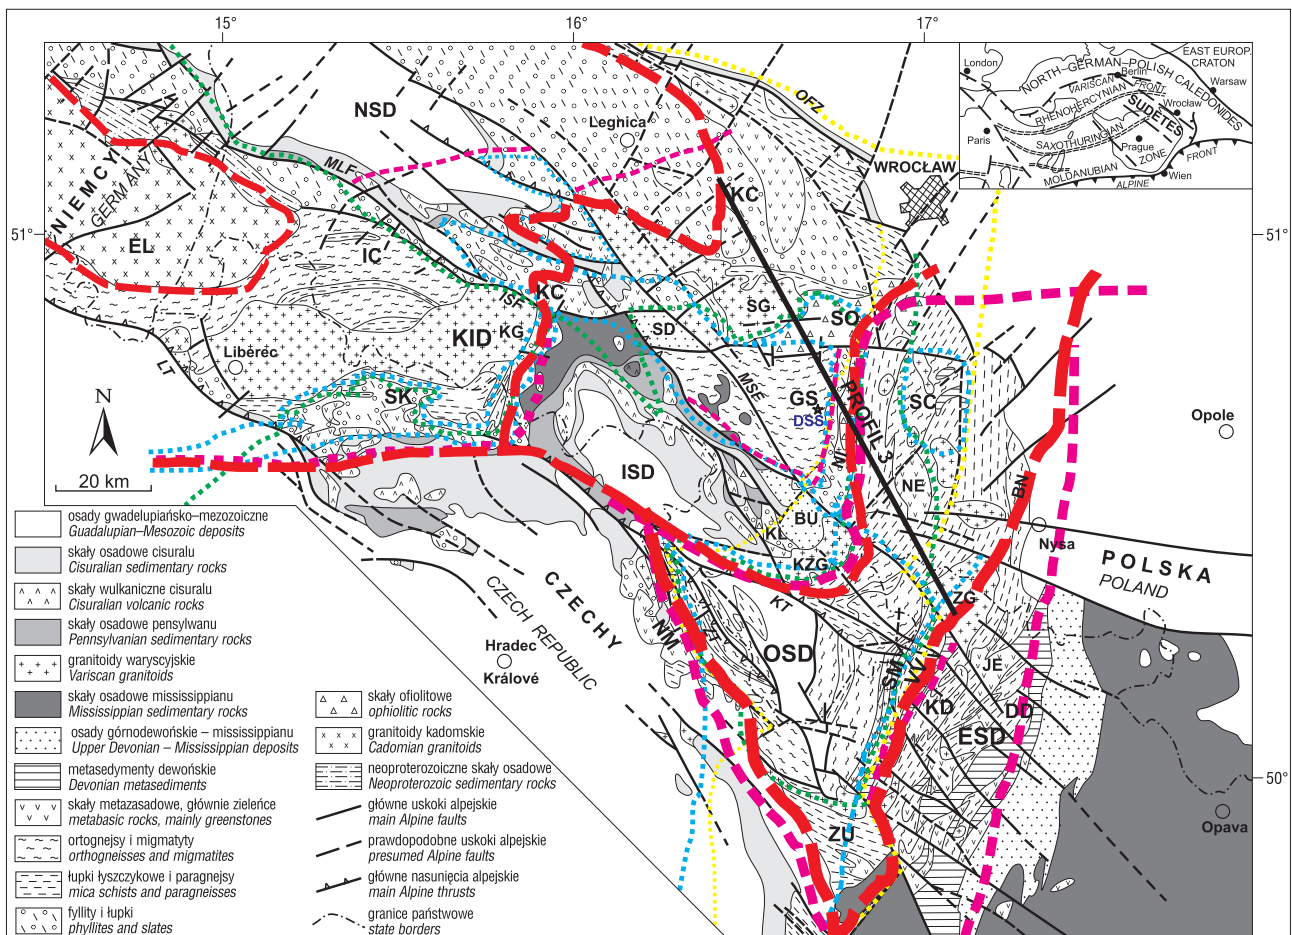 15°
16°
17°
51°
51°
50°
London
Paris
Berlin
Warsaw
Wrocław
Prague
Wien
EAST EUROP.
CRATON
NORTH–GERMAN–POLISH CALEDONIDES
VARISCAN
FRONT
RHENOHERCYNIAN
SAXOTHURINGIAN
SUDETES
MOLDANUBIAN
ZONE
ALPINE
FRONT
NSD
Legnica
OFZ
WROCŁAW
MLF
KC
NIEMCY
GERMANY
EL
IC
ISF
KC
KG
KID
SG
SO
SD
Liberec
LT
SK
MSE
GS
DSS
PROFIL 3
SC
Opole
N
20 km
ISD
NI
NE
BN
BU
KL
KZG
Nysa
POLSKA
POLAND
KT
ZG
CZECHY
CZECH REPUBLIC
NM
ZT
OSD
SM
VV
JE
KD
DD
ESD
Hradec
Králové
ZU
Opava
osady gwadelupiańsko–mezozoiczne
Guadalupian–Mesozoic deposits
skały osadowe cisuralu
Cisuralian sedimentary rocks
skały wulkaniczne cisuralu
Cisuralian volcanic rocks
skały osadowe pensylwanu
Pennsylvanian sedimentary rocks
granitoidy waryscyjskie
Variscan granitoids
skały osadowe mississippianu
Mississippian sedimentary rocks
osady górnodewońskie – mississippianu
Upper Devonian – Mississippian deposits
metasedymenty dewońskie
Devonian metasediments
skały metazasadowe, głównie zieleńce
metabasic rocks, mainly greenstones
ortognejsy i migmatyty
orthogneisses and migmatites
łupki łyszczykowe i paragnejsy
mica schists and paragneisses
fyllity i łupki
phyllites and slates
skały ofiolitowe
ophiolitic rocks
granitoidy kadomskie
Cadomian granitoids
neoproterozoiczne skały osadowe
Neoproterozoic sedimentary rocks
główne uskoki alpejskie
main Alpine faults
prawdopodobne uskoki alpejskie
presumed Alpine faults
główne nasunięcia alpejskie
main Alpine thrusts
granice państwowe
state borders